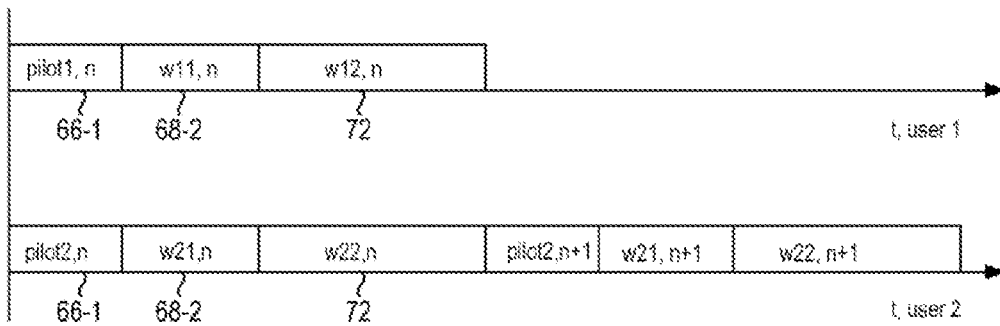 pilot1, n w11, n w12, n
66-1 68-2 72
t, user 1
pilot2,n w21,n w22,n pilot2,n+1 w21, n+1 w22, n+1
66-1 68-2 72
t, user 2